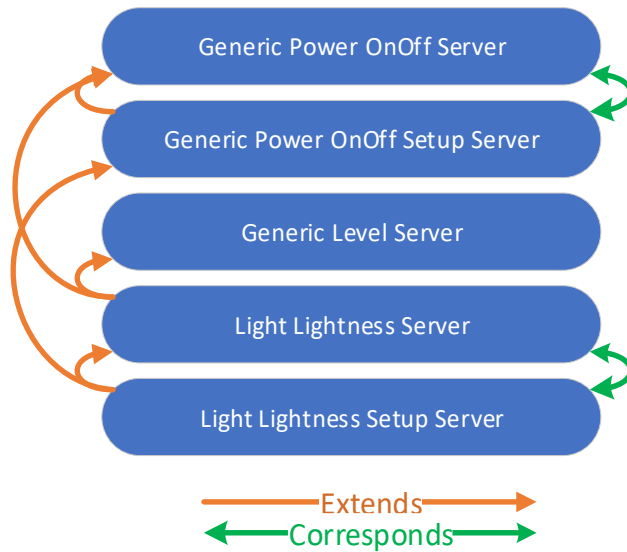 Generic Power OnOff Server
Generic Power OnOff Setup Server
Generic Level Server
Light Lightness Server
Light Lightness Setup Server
Extends
Corresponds